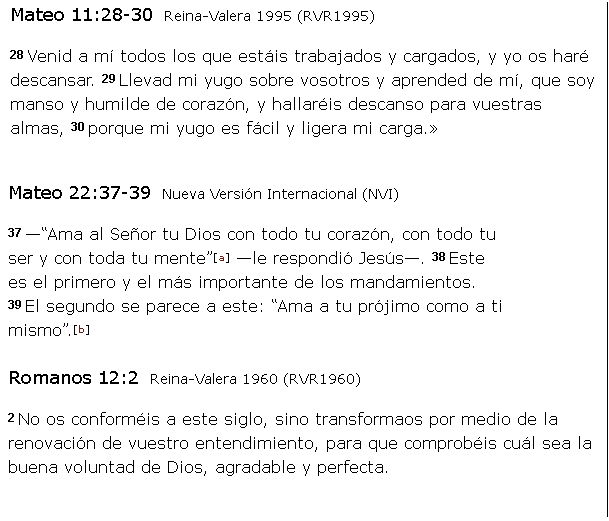 Mateo 11:28-30 Reina-Valera 1995 (RVR1995)
28 Venid a mí todos los que estáis trabajados y cargados, y yo os haré
descansar. 29 Llevad mi yugo sobre vosotros y aprended de mí, que soy
manso y humilde de corazón, y hallaréis descanso para vuestras
almas, 30 porque mi yugo es fácil y ligera mi carga.»
Mateo 22:37-39 Nueva Versión Internacional (NVI)
37 —“Ama al Señor tu Dios con todo tu corazón, con todo tu
ser y con toda tu mente”[a] —le respondió Jesús—. 38 Este
es el primero y el más importante de los mandamientos.
39 El segundo se parece a este: “Ama a tu prójimo como a ti
mismo”.[b]
Romanos 12:2 Reina-Valera 1960 (RVR1960)
2 No os conforméis a este siglo, sino transformaos por medio de la
renovación de vuestro entendimiento, para que comprobéis cuál sea la
buena voluntad de Dios, agradable y perfecta.